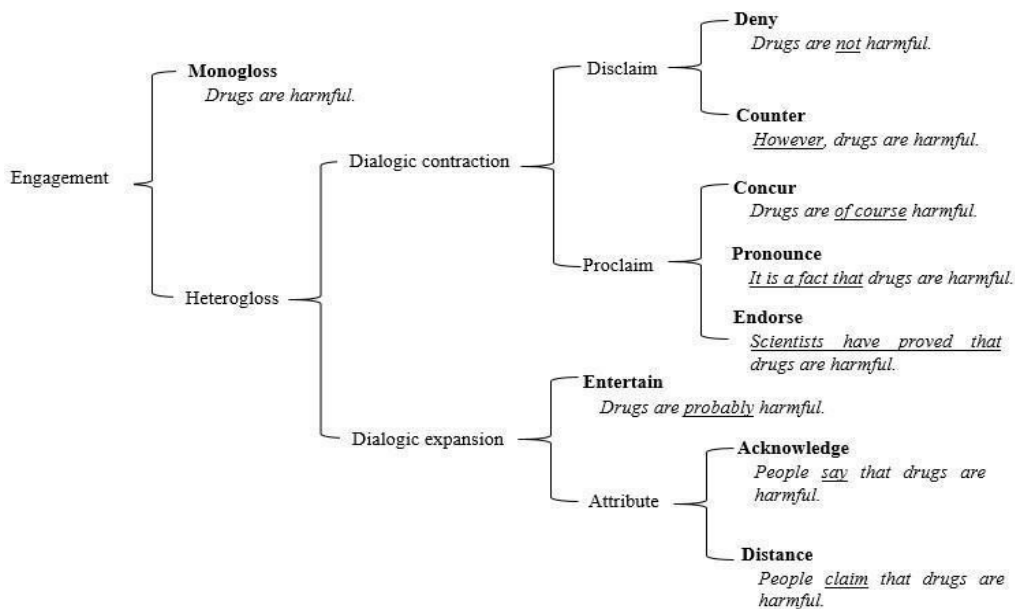 Deny
Drugs are not harmful.
Disclaim
Monogloss
Drugs are harmful.
Counter
However, drugs are harmful.
Dialogic contraction
Engagement
Concur
Drugs are of course harmful.
Proclaim
Pronounce
It is a fact that drugs are harmful.
Heterogloss
Endorse
Scientists have proved that
drugs are harmful.
Entertain
Drugs are probably harmful.
Dialogic expansion
Acknowledge
People say that drugs are
harmful.
Attribute
Distance
People claim that drugs are
harmful.